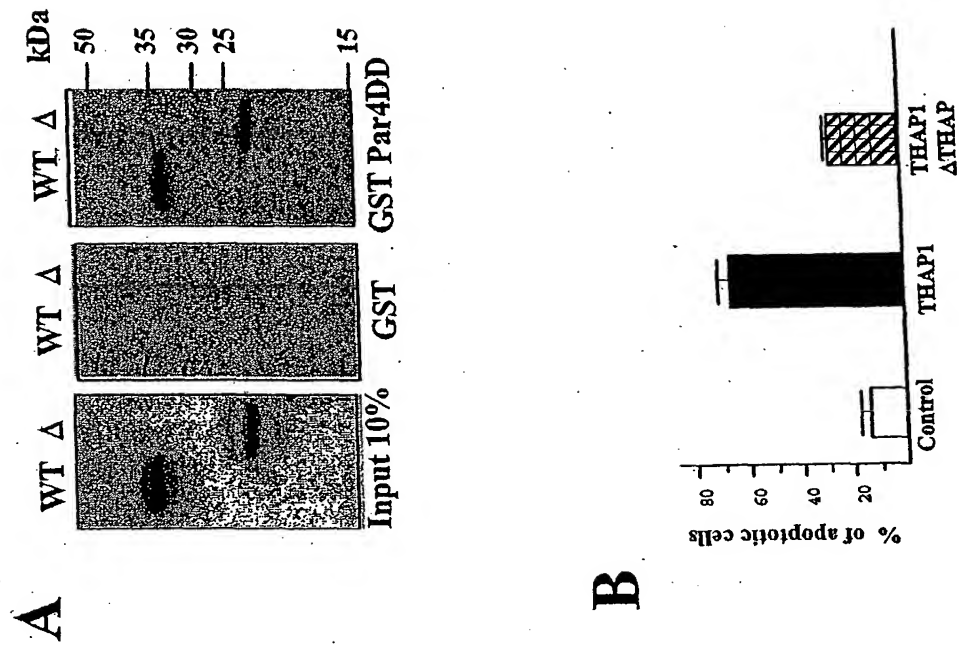 A
WT Δ WT Δ WT Δ kDa
50
35
30
25
15
Input 10% GST GST Par4DD
B
% of apoptotic cells
80
60
40
20
Control THAP1 THAP1
ΔTHAP